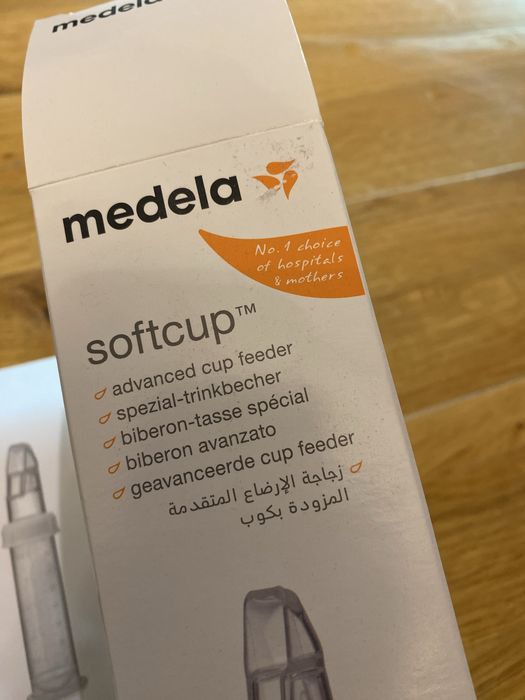 medela
medela
No. 1 choice
of hospitals
& mothers
softcup™
advanced cup feeder
spezial-trinkbecher
biberon-tasse spécial
biberon avanzato
geavanceerde cup feeder
زجاجة الإرضاع المتقدمة
المزودة بكوب